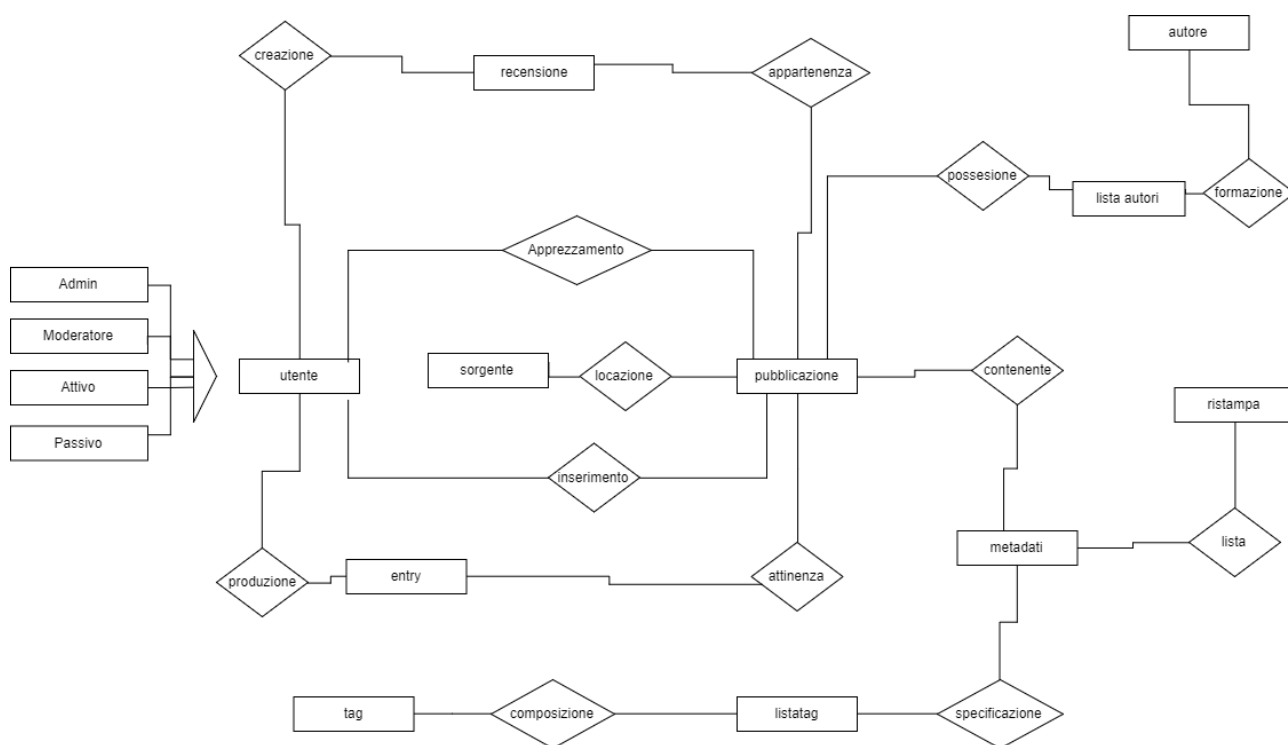 autore
creazione
recensione
appartenenza
possesione
lista autori
formazione
Apprezzamento
Admin
Moderatore
Attivo
Passivo
utente
sorgente
locazione
pubblicazione
contenente
ristampa
inserimento
metadati
lista
produzione
entry
attinenza
tag
composizione
listatag
specificazione